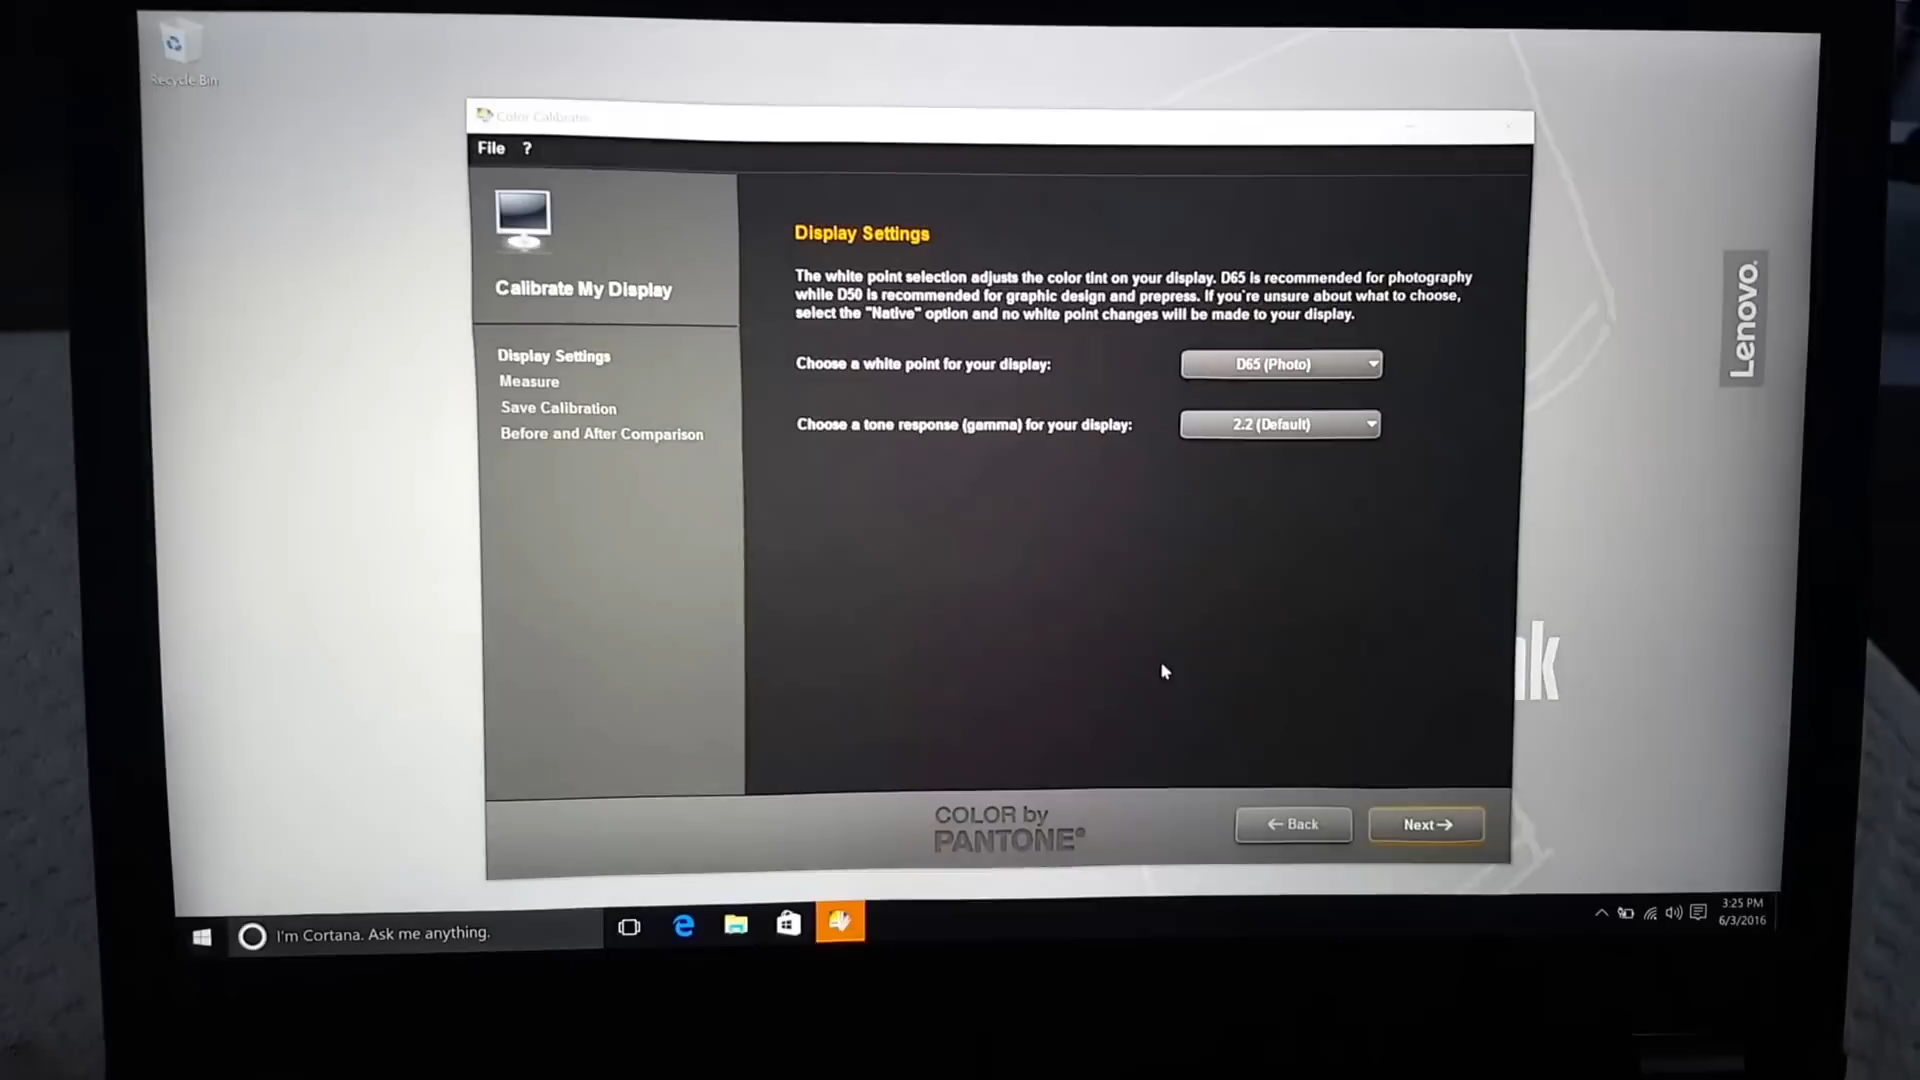 Recycle Bin
Color Calibrator
File ?
Calibrate My Display
Display Settings
Measure
Save Calibration
Before and After Comparison
Display Settings
The white point selection adjusts the color tint on your display. D65 is recommended for photography
while D50 is recommended for graphic design and prepress. If you're unsure about what to choose,
select the "Native" option and no white point changes will be made to your display.
Choose a white point for your display:
D65 (Photo)
Choose a tone response (gamma) for your display:
2.2 (Default)
COLOR by
PANTONE®
Back
Next
Lenovo
I'm Cortana. Ask me anything.
3:25 PM
6/3/2016